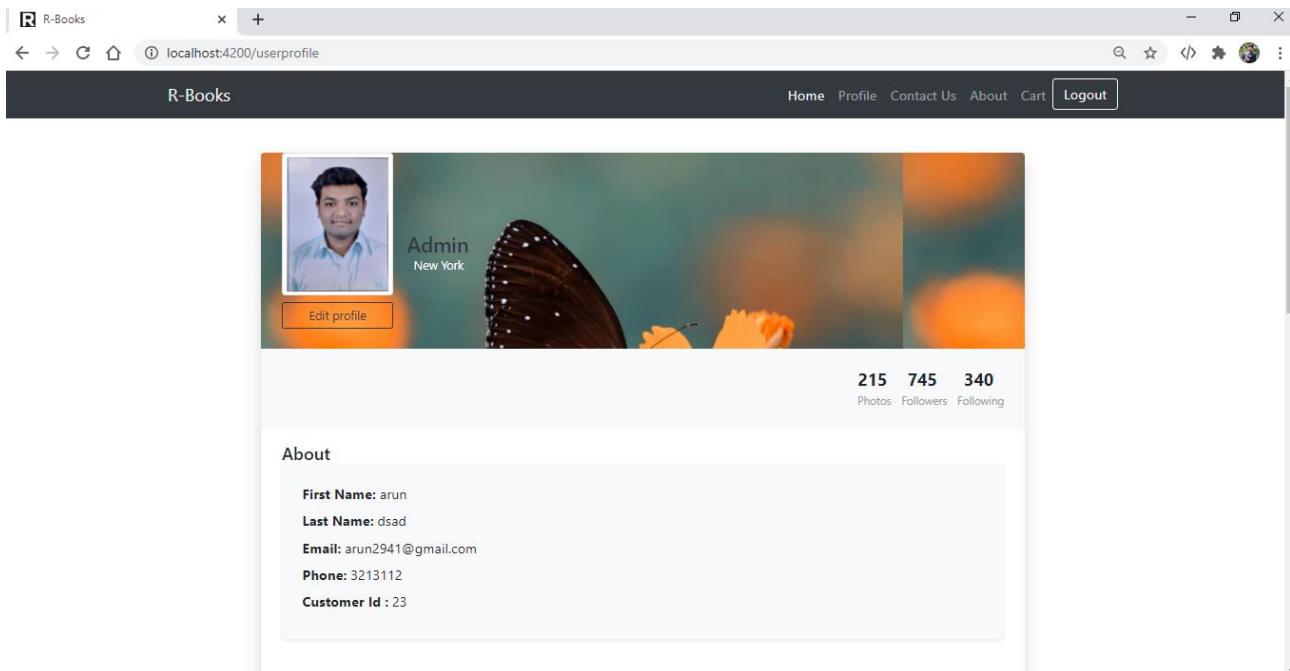 R R-Books
localhost:4200/userprofile
R-Books Home Profile Contact Us About Cart Logout
Admin
New York
Edit profile
215 745 340
Photos Followers Following
About
First Name: arun
Last Name: dsad
Email: arun2941@gmail.com
Phone: 3213112
Customer Id : 23